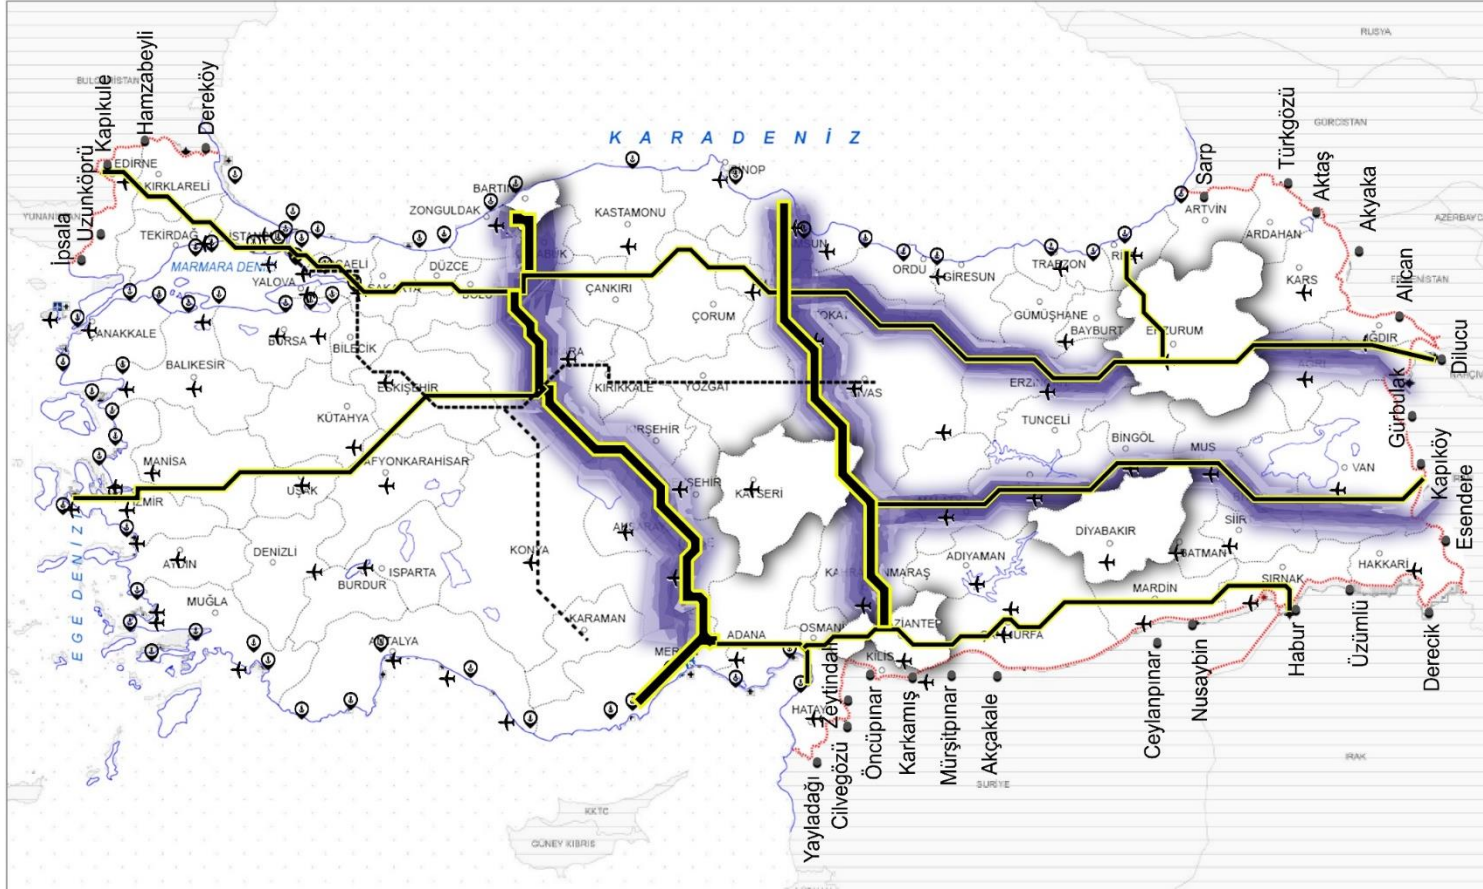 RUSYA
BULGARİSTAN
GÜRCİSTAN
YUNANİSTAN
KARADENİZ
MARMARA DENİZİ
EGE DENİZİ
Kapıkule
Hamzabeyli
Dereköy
Uzunköprü
İpsala
Sarp
Türkgözü
Aktaş
Akyaka
Alican
Dilucu
Gürbulak
Kapıköy
Esendere
EDİRNE
KIRKLARELİ
TEKİRDAĞ
İSTANBUL
YALOVA
DÜZCE
ZONGULDAK
BARTIN
KASTAMONU
SİNOP
ÇANKIRI
ÇORUM
ORDU
GİRESUN
TRABZON
GÜMÜŞHANE
BAYBURT
ERZURUM
ARTVİN
ARDAHAN
KARS
ÇANAKKALE
BALIKESİR
BURSA
BİLECİK
ESKİŞEHİR
KÜTAHYA
KIRIKKALE
YOZGAT
SİVAS
TUNCELİ
BİNGÖL
MUŞ
VAN
MANİSA
İZMİR
UŞAK
AFYONKARAHİSAR
KAYSERİ
DİYABAKIR
BATMAN
SİİRT
ADIYAMAN
MARDİN
ŞIRNAK
HAKKARİ
AYDIN
DENİZLİ
BURDUR
ISPARTA
KONYA
MUĞLA
ANTALYA
KARAMAN
ADANA
KİLİS
HATAY
Yayladağı
Cilvegözü
Zeytindalı
Öncüpınar
Karkamış
Mürşitpınar
Akçakale
Ceylanpınar
Nusaybin
Habur
Üzümlü
Derecik
KKTC
GÜNEY KIBRIS
SURİYE
IRAK